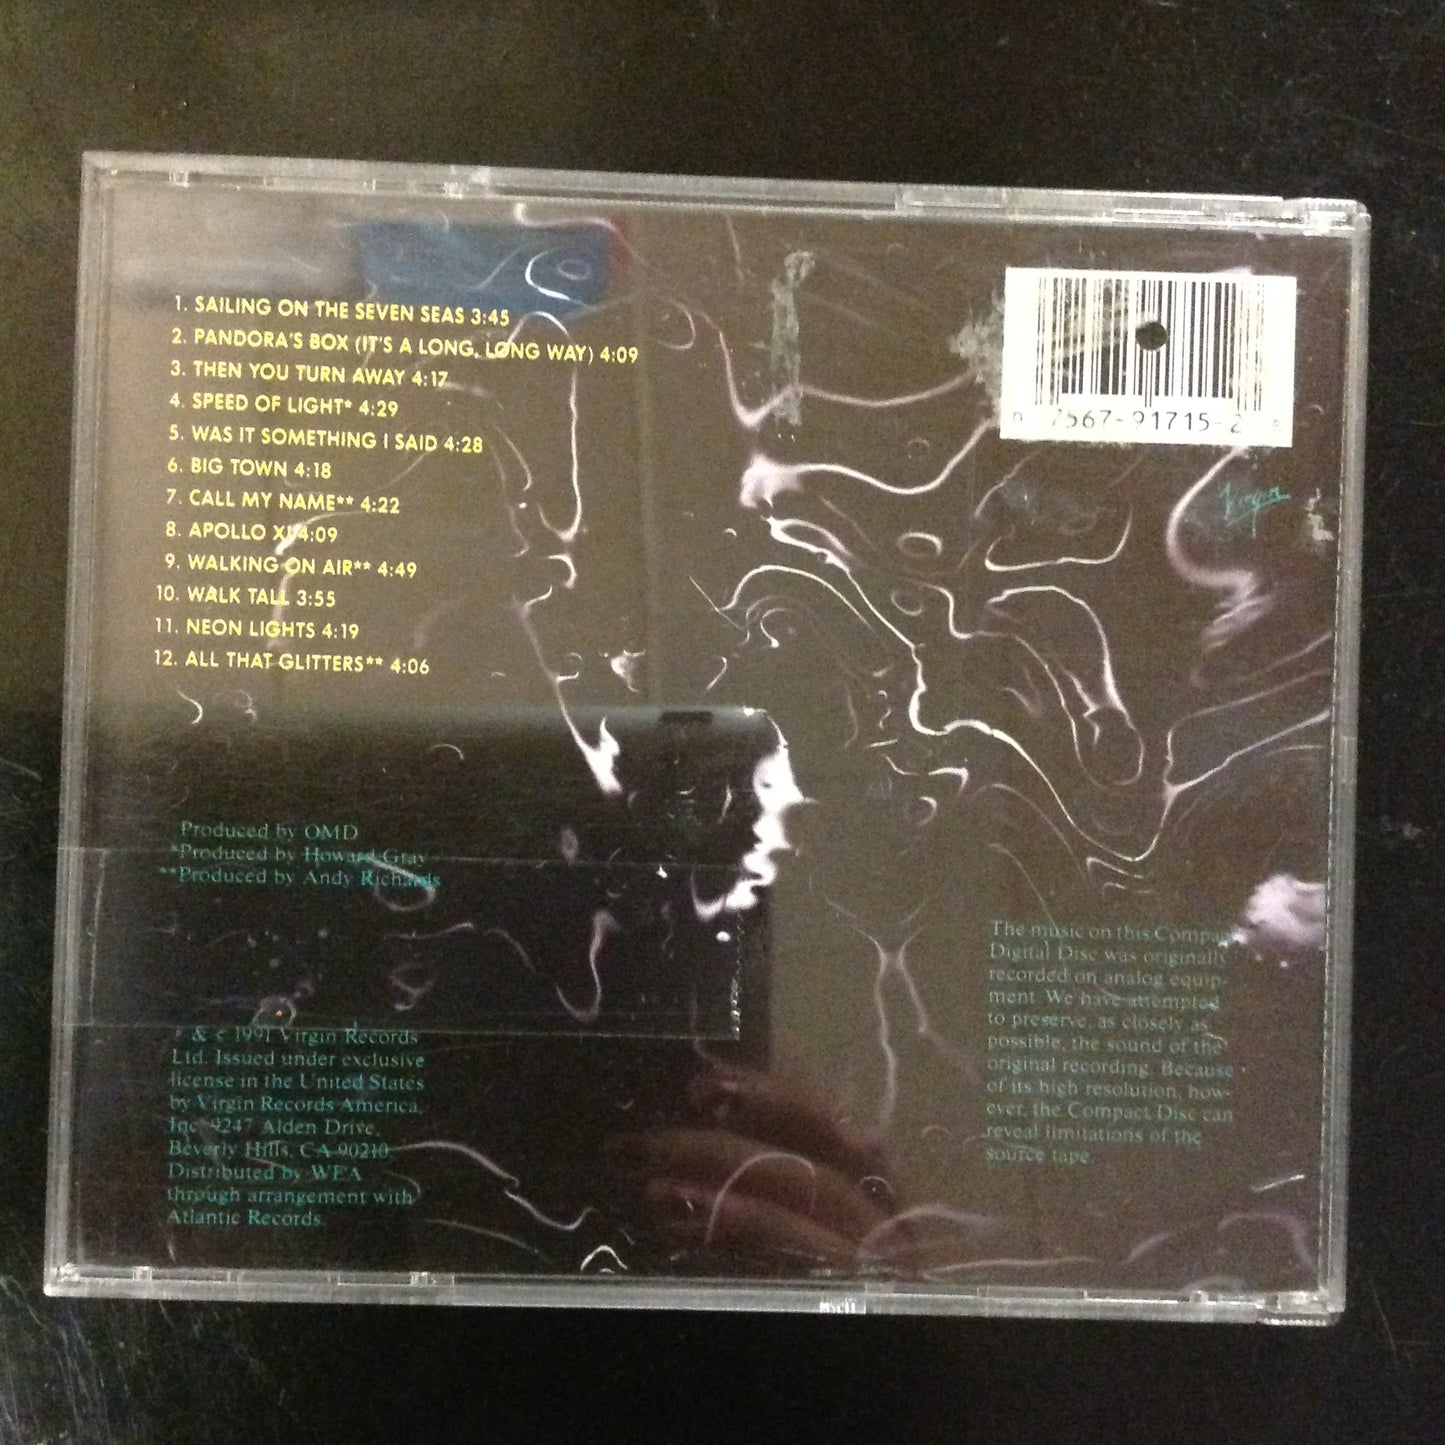 1. SAILING ON THE SEVEN SEAS 3:45
2. PANDORA'S BOX (IT'S A LONG, LONG WAY) 4:09
3. THEN YOU TURN AWAY 4:17
4. SPEED OF LIGHT* 4:29
5. WAS IT SOMETHING I SAID 4:28
6. BIG TOWN 4:18
7. CALL MY NAME** 4:22
8. APOLLO XI 4:09
9. WALKING ON AIR** 4:49
10. WALK TALL 3:55
11. NEON LIGHTS 4:19
12. ALL THAT GLITTERS** 4:06
Produced by OMD
*Produced by Howard Gray
**Produced by Andy Richards
& 1991 Virgin Records
Ltd. Issued under exclusive
license in the United States
by Virgin Records America,
Inc. 9247 Alden Drive,
Beverly Hills, CA 90210
Distributed by WEA
through arrangement with
Atlantic Records.
0 7567-91715-2
Virgin
The music on this Compact
Digital Disc was originally
recorded on analog equip-
ment. We have attempted
to preserve, as closely as
possible, the sound of the
original recording. Because
of its high resolution, how-
ever, the Compact Disc can
reveal limitations of the
source tape.